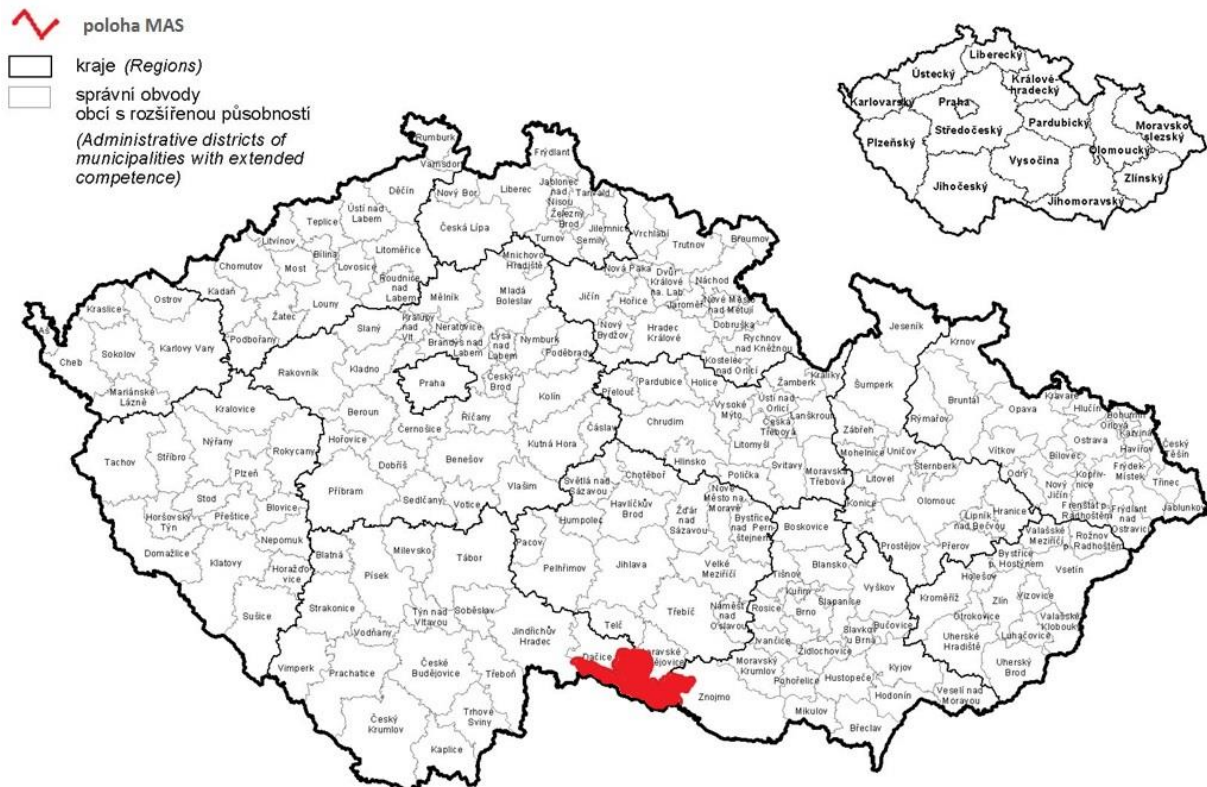 poloha MAS
kraje (Regions)
správní obvody
obcí s rozšířenou působností
(Administrative districts of
municipalities with extended
competence)
Liberecký
Ústecký
Králové-
hradecký
Karlovarský
Praha
Pardubický
Středočeský
Moravsko
slezský
Plzeňský
Olomoucký
Vysočina
Zlínský
Jihočeský
Jihomoravský
Rumburk
Varnsdorf
Frýdlant
Děčín
Nový Bor
Liberec
Jablonec
nad
Nisou
Tanvald
Ústí nad
Labem
Teplice
Česká Lípa
Železný
Brod
Jilemnice
Semily
Turnov
Vrchlabí
Trutnov
Broumov
Litvínov
Bílina
Litoměřice
Lovosice
Most
Chomutov
Kadaň
Roudnice
nad
Labem
Mnichovo
Hradiště
Nová Paka
Dvůr
Králové
na. Lab.
Náchod
Jaroměř
Nové Město
nad Metují
Ostrov
Kraslice
Louny
Žatec
Podbořany
Mělník
Mladá
Boleslav
Jičín
Hořice
Dobruška
Aš
Cheb
Sokolov
Karlovy Vary
Slaný
Kralupy
nad
Vlt.
Neratovice
Brandýs nad
Labem
Lysá
nad
Labem
Nymburk
Poděbrady
Nový
Bydžov
Hradec
Králové
Rychnov
nad Kněžnou
Kostelec
nad Orlicí
Jeseník
Krnov
Mariánské
Lázně
Rakovník
Kladno
Praha
Český
Brod
Kolín
Přelouč
Pardubice
Holice
Žamberk
Králíky
Šumperk
Bruntál
Rýmařov
Opava
Kravaře
Hlučín
Bohumín
Orlová
Karviná
Český
Těšín
Havířov
Kralovice
Beroun
Říčany
Černošice
Čáslav
Kutná Hora
Chrudim
Vysoké
Mýto
Ústí nad
Orlicí
Česká
Třebová
Lanškroun
Zábřeh
Mohelnice
Uničov
Šternberk
Vítkov
Ostrava
Bílovec
Frýdek-
Místek
Třinec
Jablunkov
Tachov
Stříbro
Nýřany
Plzeň
Rokycany
Hořovice
Dobříš
Benešov
Vlašim
Hlinsko
Litomyšl
Polička
Svitavy
Moravská
Třebová
Litovel
Konice
Olomouc
Odry
Nový
Jičín
Kopři-
vnice
Frenštát p.
Radhoštěm
Frýdlant
nad
Ostravicí
Stod
Přeštice
Blovice
Příbram
Sedlčany
Votice
Světlá nad
Sázavou
Chotěboř
Havlíčkův
Brod
Nové
Město na
Moravě
Žďár
nad
Sázavou
Bystřice
nad Pern-
štejnem
Boskovice
Lipník
nad Bečvou
Hranice
Valašské
Meziříčí
Rožnov
p. Radhoštěm
Horšovský
Týn
Domažlice
Klatovy
Nepomuk
Horažďo
vice
Blatná
Milevsko
Tábor
Pacov
Humpolec
Pelhřimov
Jihlava
Velké
Meziříčí
Tišnov
Blansko
Prostějov
Přerov
Bystřice
p. Hostýnem
Vsetín
Písek
Kuřim
Vyškov
Kroměříž
Holešov
Zlín
Vizovice
Sušice
Strakonice
Vodňany
Týn nad
Vltavou
Soběslav
Jindřichův
Hradec
Telč
Třebíč
Náměšť
nad
Oslavou
Rosice
Brno
Šlapanice
Ivančice
Slavkov
u Brna
Bučovice
Otrokovice
Uherské
Hradiště
Luhačovice
Valašské
Klobouky
Uherský
Brod
Vimperk
Prachatice
České
Budějovice
Třeboň
Dačice
Moravský
Krumlov
Židlochovice
Pohořelice
Hustopeče
Kyjov
Hodonín
Veselí nad
Moravou
Znojmo
Mikulov
Břeclav
Český
Krumlov
Trhové
Sviny
Kaplice